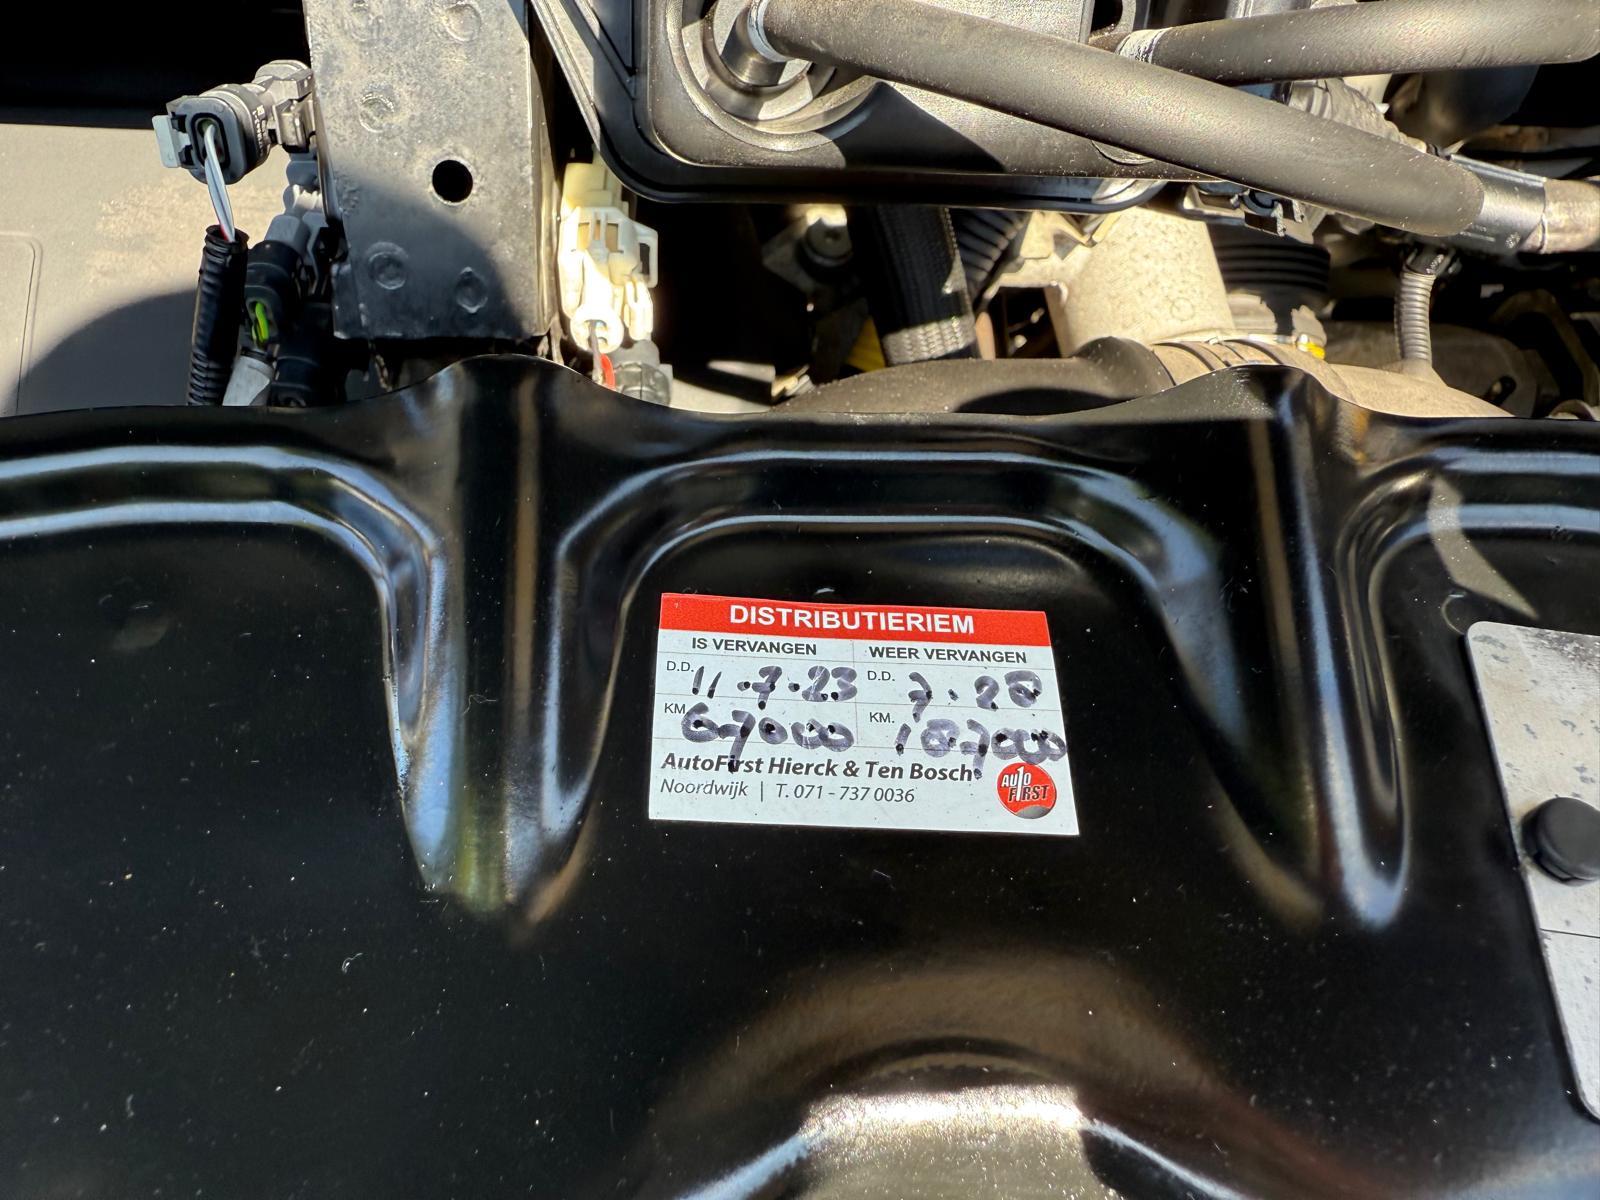 DISTRIBUTIERIEM
IS VERVANGEN WEER VERVANGEN
D.D. 11.7.23 D.D. 7.28
KM. 67000 KM. 187000
AutoFirst Hierck & Ten Bosch
Noordwijk | T. 071 - 737 0036
AUTO
FIRST